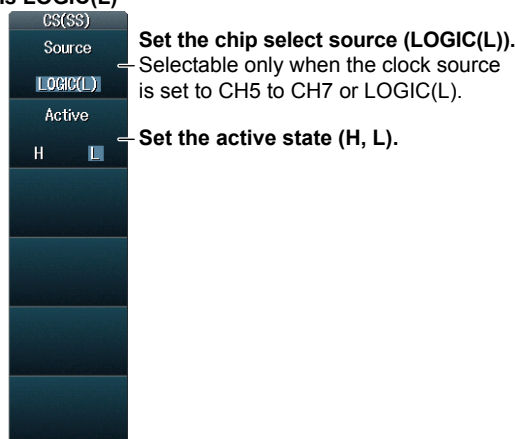 is LOGIC(L)
CS(SS)
Source
LOGIC(L)
Set the chip select source (LOGIC(L)).
Selectable only when the clock source
is set to CH5 to CH7 or LOGIC(L).
Active
H L
Set the active state (H, L).